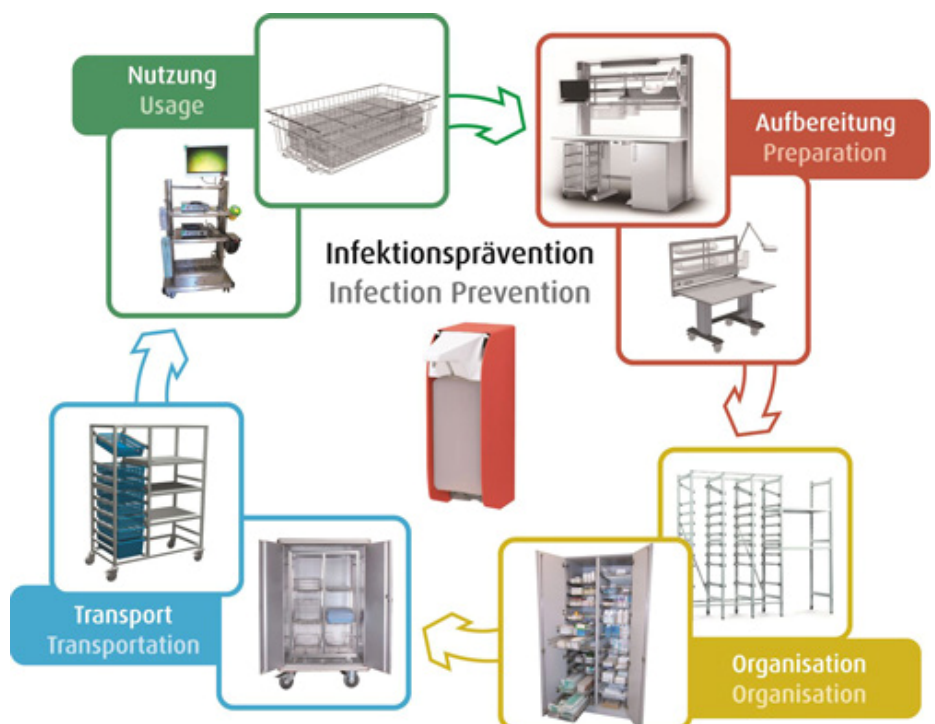 Nutzung
Usage
Aufbereitung
Preparation
Infektionsprävention
Infection Prevention
Transport
Transportation
Organisation
Organisation